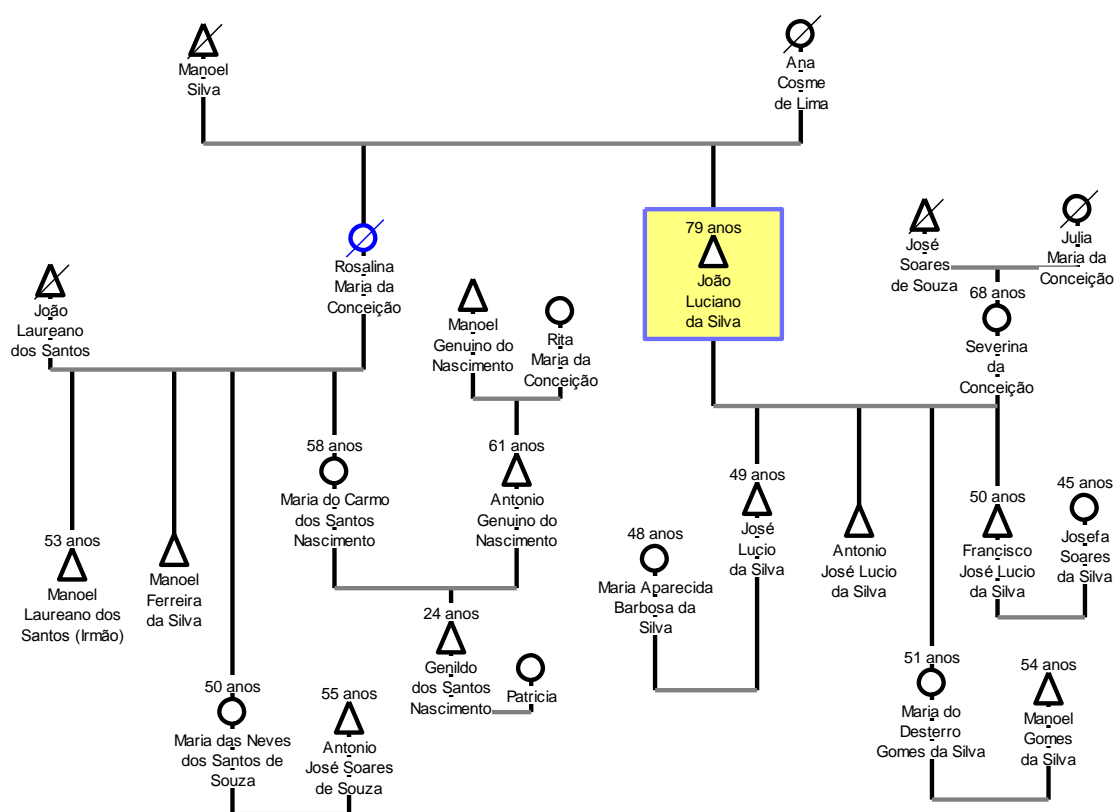 Manoel
Silva
Ana
Cosme
de Lima
Rosalina
Maria da
Conceição
79 anos
João
Luciano
da Silva
José
Soares
de Souza
Julia
Maria da
Conceição
68 anos
Severina
da
Conceição
João
Laureano
dos Santos
Manoel
Genuino do
Nascimento
Rita
Maria da
Conceição
58 anos
Maria do Carmo
dos Santos
Nascimento
61 anos
Antonio
Genuino do
Nascimento
49 anos
José
Lucio
da Silva
48 anos
Maria Aparecida
Barbosa da
Silva
Antonio
José Lucio
da Silva
50 anos
Francisco
José Lucio da
Silva
45 anos
Josefa
Soares
da Silva
53 anos
Manoel
Laureano dos
Santos (Irmão)
Manoel
Ferreira
da Silva
24 anos
Genildo
dos Santos
Nascimento
Patricia
50 anos
Maria das Neves
dos Santos de
Souza
55 anos
Antonio
José Soares
de Souza
51 anos
Maria do
Desterro
Gomes da Silva
54 anos
Manoel
Gomes
da Silva